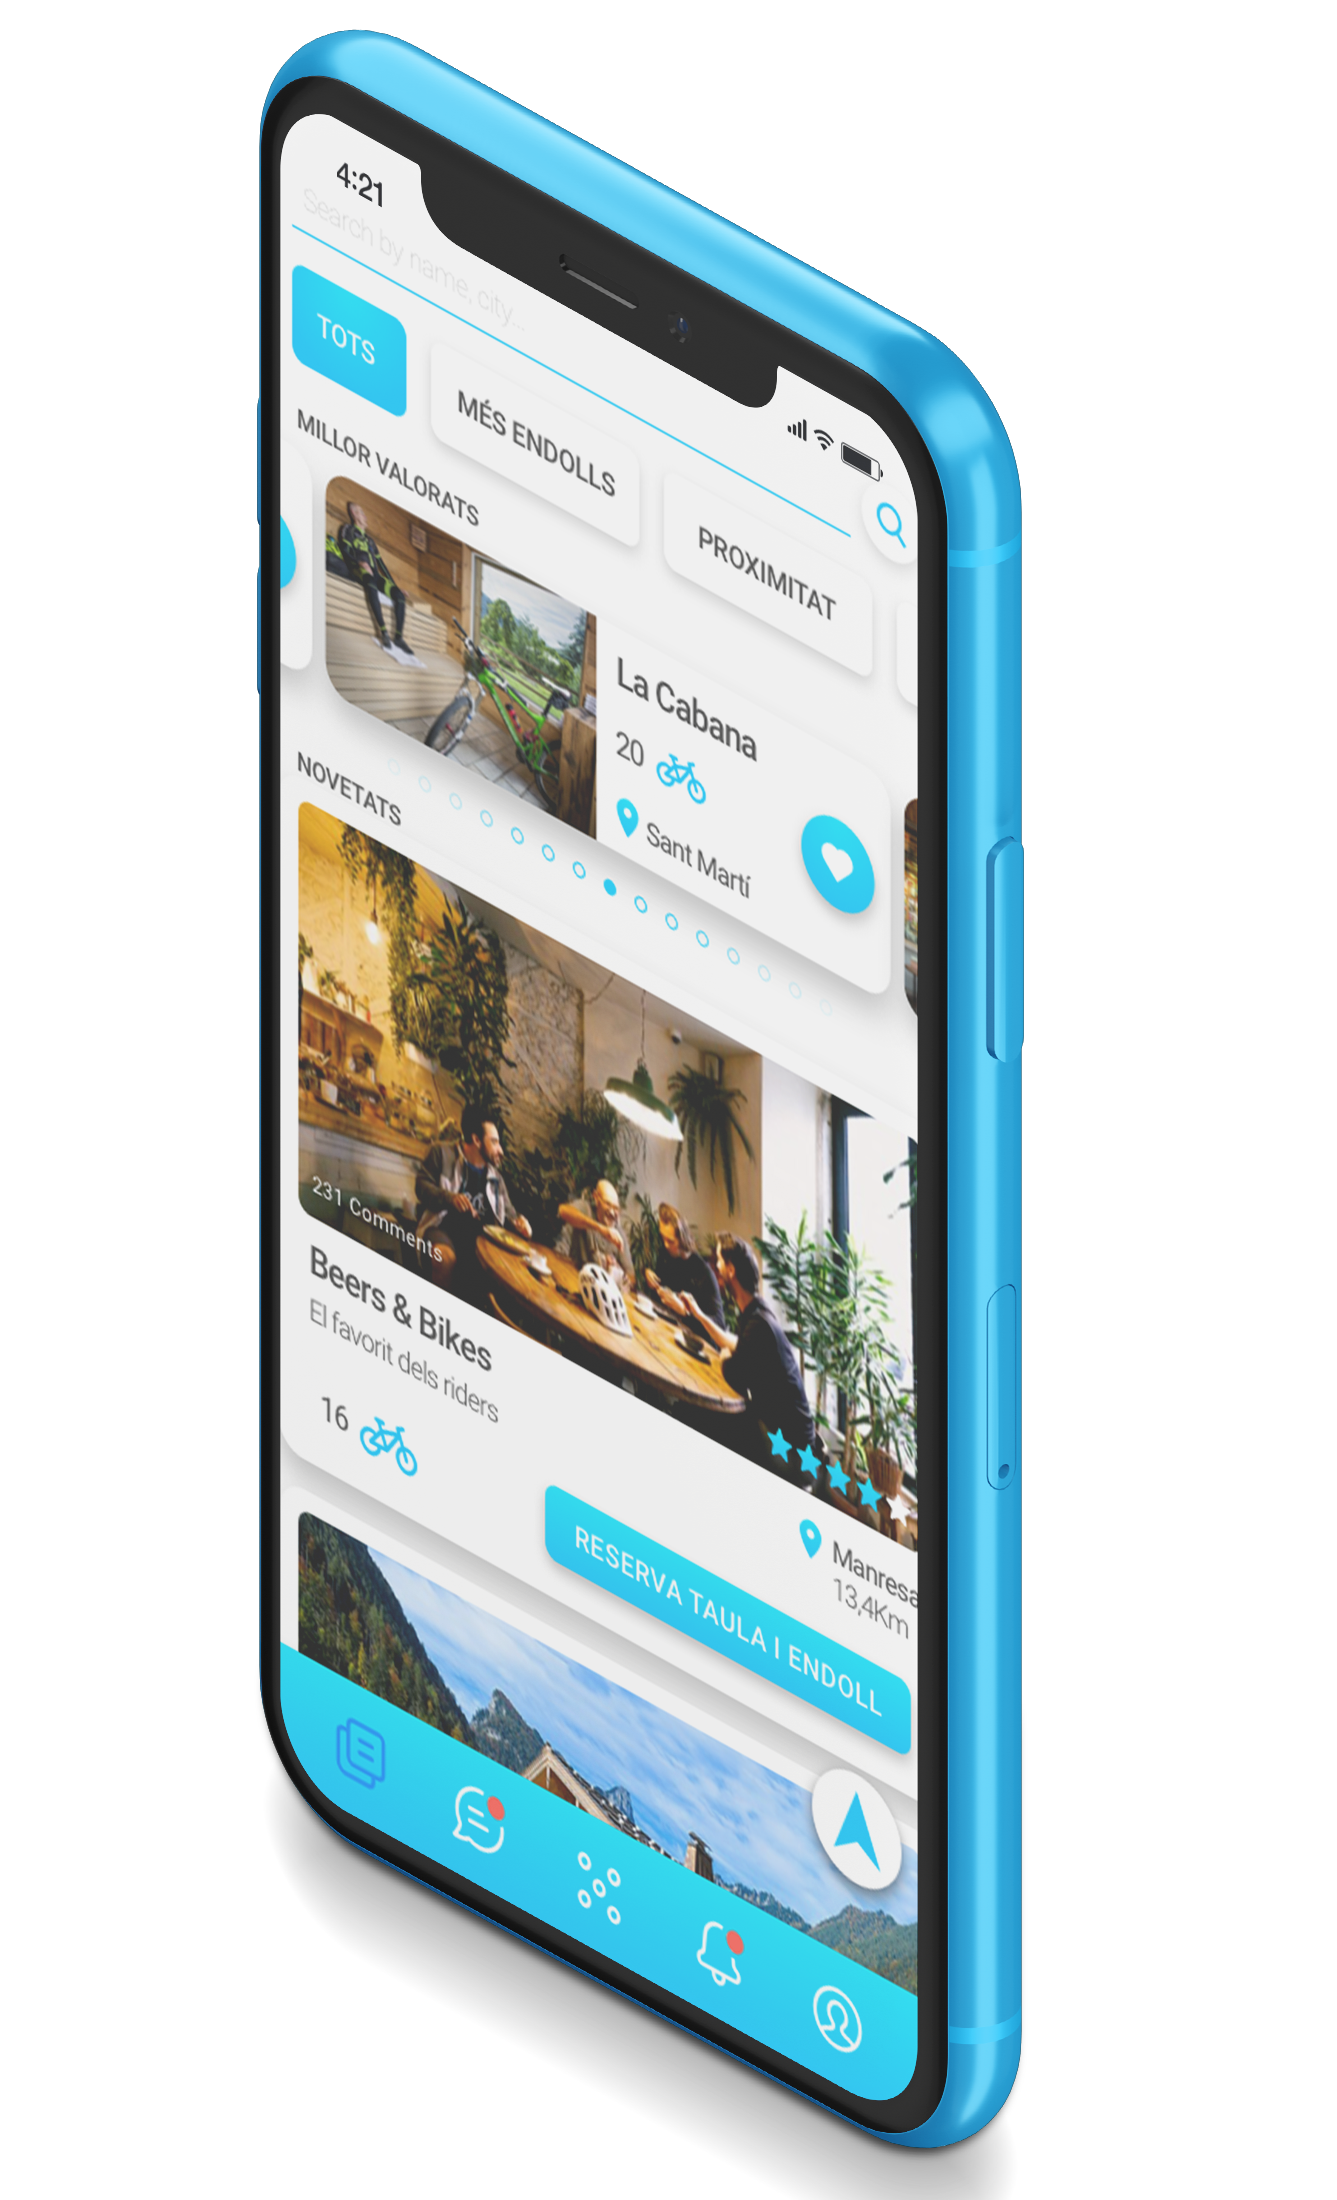 4:21
Search by name, city...
TOTS
MÉS ENDOLLS
PROXIMITAT
MILLOR VALORATS
La Cabana
20
Sant Martí
NOVETATS
231 Comments
Beers & Bikes
El favorit dels riders
16
Manresa
13,4Km
RESERVA TAULA I ENDOLL